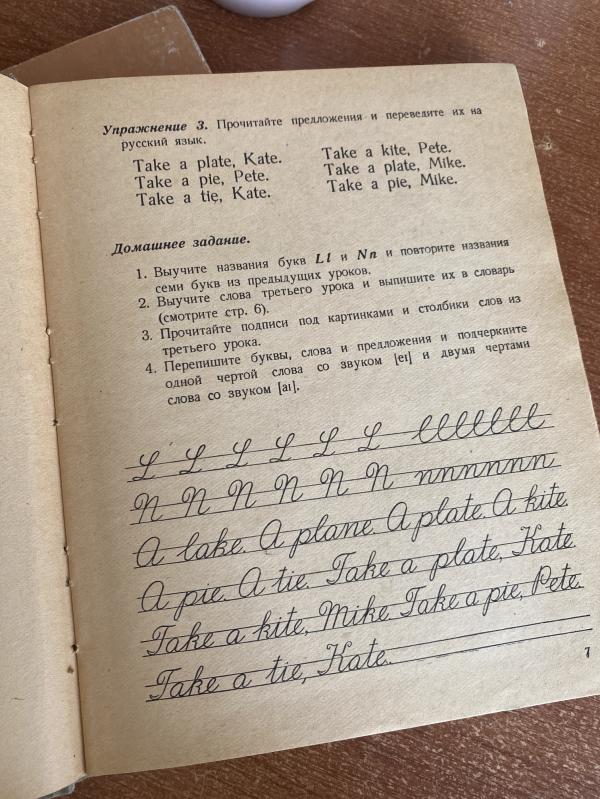 Упражнение 3. Прочитайте предложения и переведите их на
русский язык.
Take a plate, Kate.
Take a pie, Pete.
Take a tie, Kate.
Take a kite, Pete.
Take a plate, Mike.
Take a pie, Mike.
Домашнее задание.
1. Выучите названия букв Ll и Nn и повторите названия
семи букв из предыдущих уроков.
2. Выучите слова третьего урока и выпишите их в словарь
(смотрите стр. 6).
3. Прочитайте подписи под картинками и столбики слов из
третьего урока.
4. Перепишите буквы, слова и предложения и подчеркните
одной чертой слова со звуком [eı] и двумя чертами
слова со звуком [aı].
L L L L L L lllllll
N N N N N N nnnnnn
A lake. A plane. A plate. A kite.
A pie. A tie. Take a plate, Kate.
Take a kite, Mike. Take a pie, Pete.
Take a tie, Kate.
7